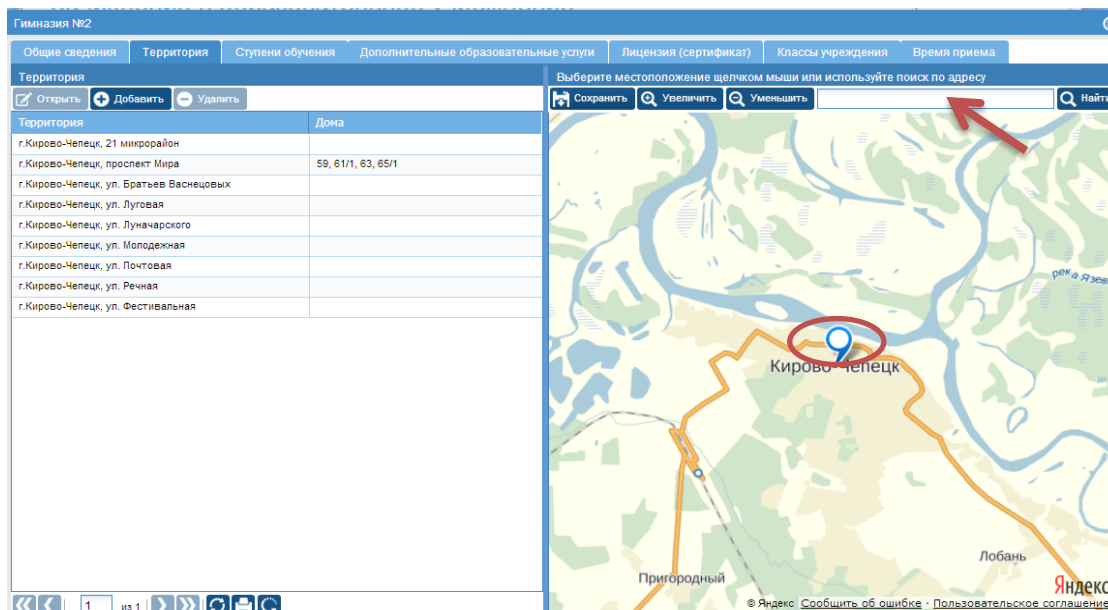 Гимназия №2
Общие сведения Территория Ступени обучения Дополнительные образовательные услуги Лицензия (сертификат) Классы учреждения Время приема
Территория
Выберите местоположение щелчком мыши или используйте поиск по адресу
Открыть Добавить Удалить
Сохранить Увеличить Уменьшить Найти
Территория Дома
г.Кирово-Чепецк, 21 микрорайон
г.Кирово-Чепецк, проспект Мира 59, 61/1, 63, 65/1
г.Кирово-Чепецк, ул. Братьев Васнецовых
г.Кирово-Чепецк, ул. Луговая
г.Кирово-Чепецк, ул. Луначарского
г.Кирово-Чепецк, ул. Молодежная
г.Кирово-Чепецк, ул. Почтовая
г.Кирово-Чепецк, ул. Речная
г.Кирово-Чепецк, ул. Фестивальная
река Язев
Кирово-Чепецк
Лобань
Пригородный
Яндекс
© Яндекс Сообщить об ошибке · Пользовательское соглашение
1 из 1